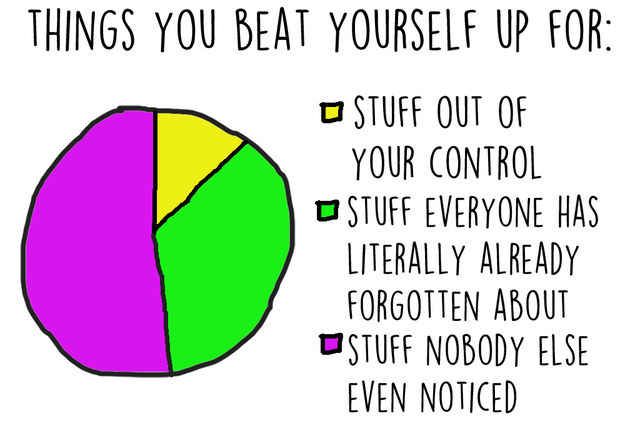 THINGS YOU BEAT YOURSELF UP FOR:
STUFF OUT OF
YOUR CONTROL
STUFF EVERYONE HAS
LITERALLY ALREADY
FORGOTTEN ABOUT
STUFF NOBODY ELSE
EVEN NOTICED